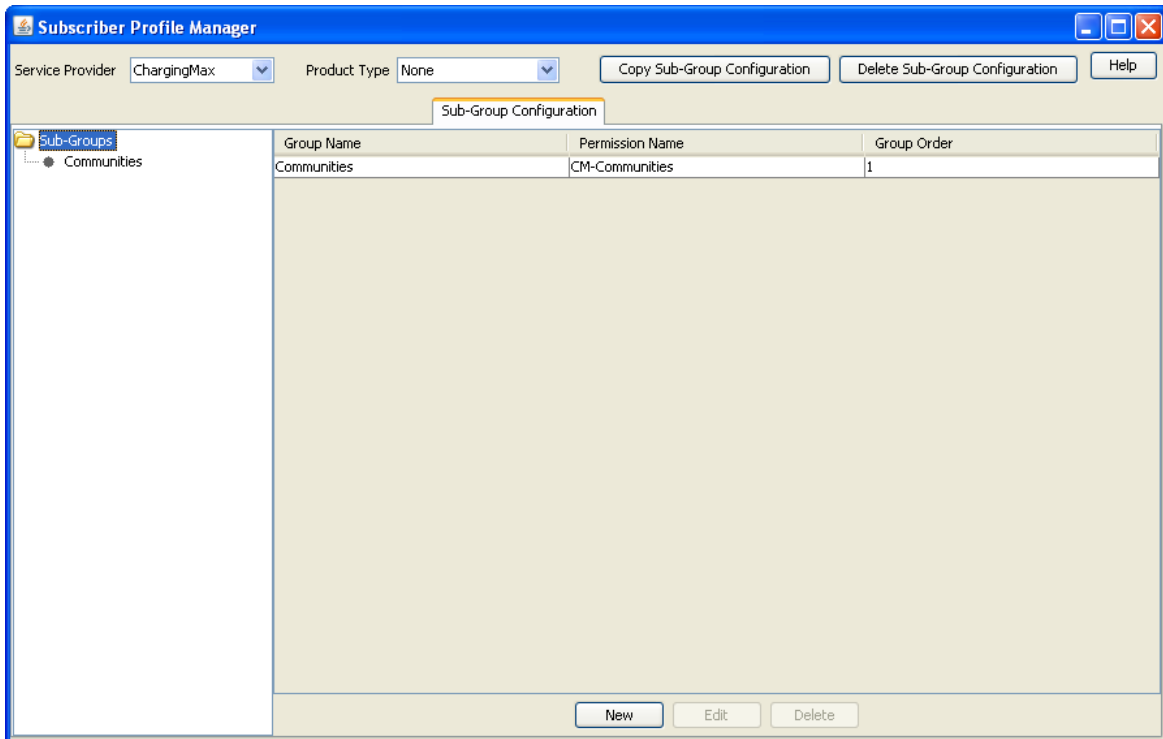 Subscriber Profile Manager
Service Provider ChargingMax Product Type None Copy Sub-Group Configuration Delete Sub-Group Configuration Help
Sub-Group Configuration
Sub-Groups
Communities
Group Name Permission Name Group Order
Communities CM-Communities 1
New Edit Delete